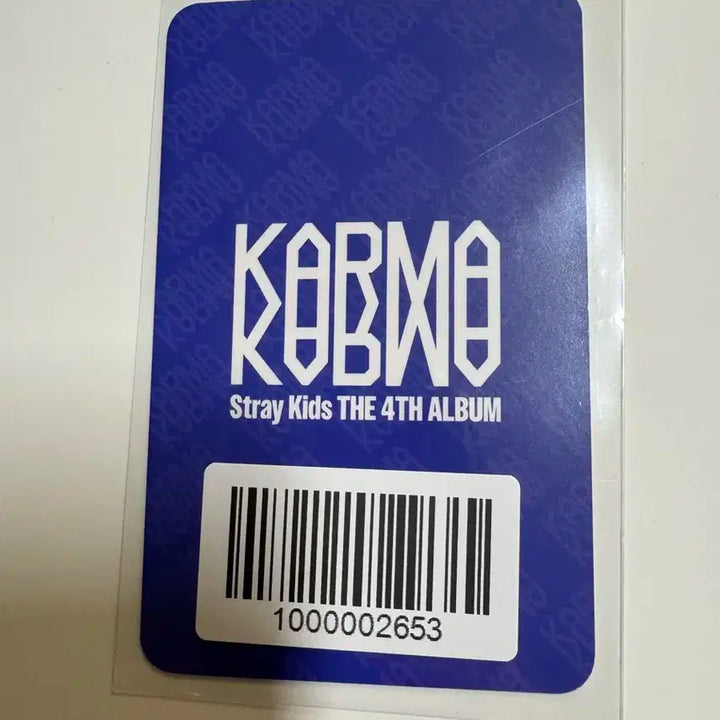 KARMA
Stray Kids THE 4TH ALBUM
1000002653